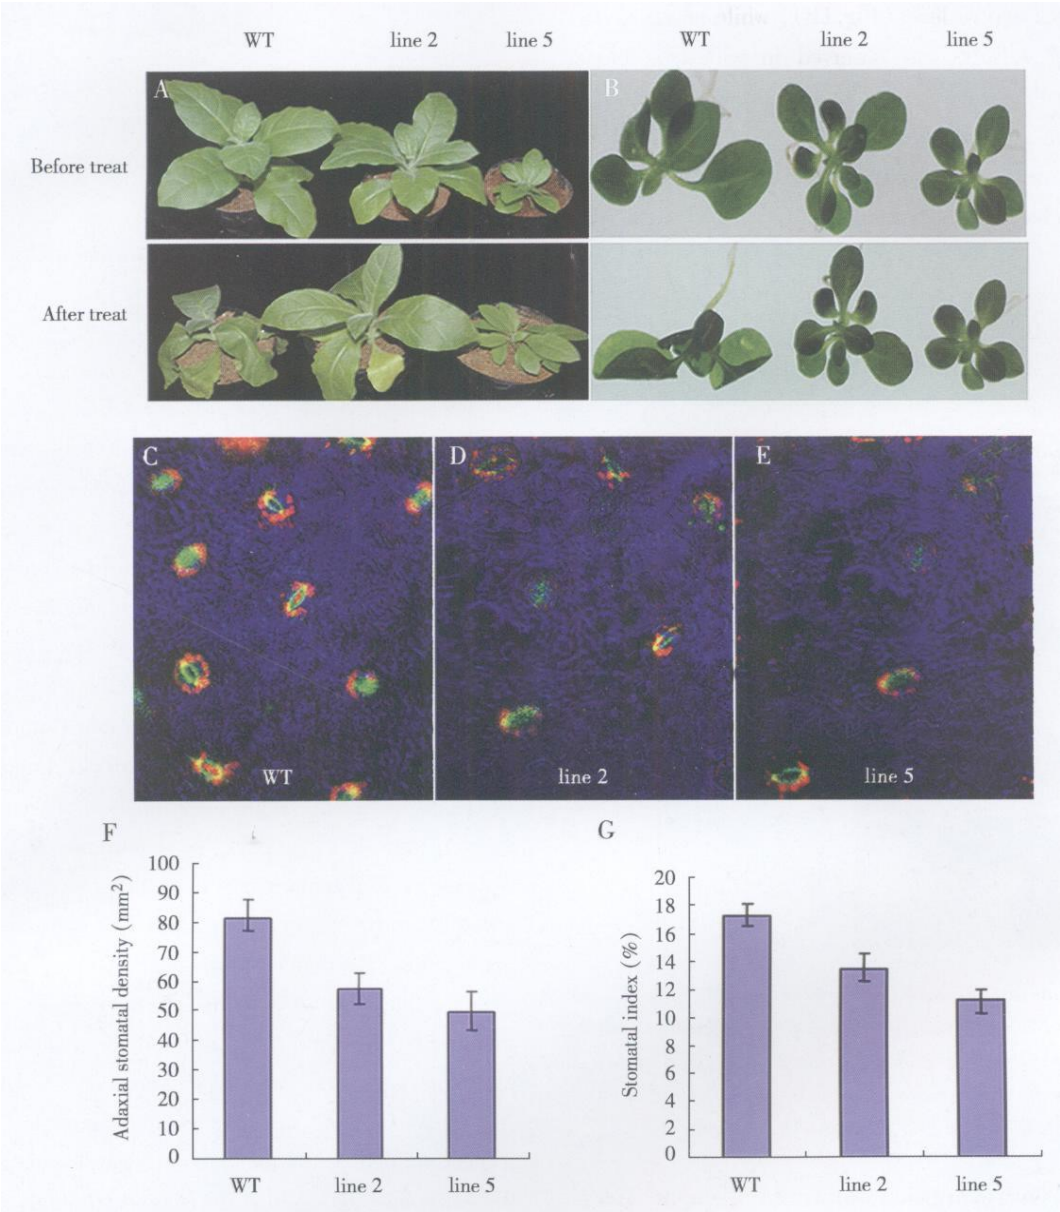 WT line 2 line 5 WT line 2 line 5
A B
Before treat
After treat
C D E
WT line 2 line 5
F G
Adaxial stomatal density (mm²)
100
90
80
70
60
50
40
30
20
10
0
WT line 2 line 5
Stomatal index (%)
20
18
16
14
12
10
8
6
4
2
0
WT line 2 line 5